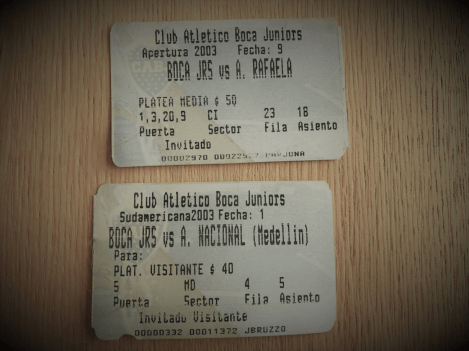 Club Atletico Boca Juniors
Apertura 2003 Fecha: 9
BOCA JRS vs A. RAFAELA
PLATEA MEDIA $ 50
1,3,20,9 CI 23 18
Puerta Sector Fila Asiento
Invitado
00002970
Club Atletico Boca Juniors
Sudamericana2003 Fecha: 1
BOCA JRS vs A. NACIONAL (Medellin)
Para:
PLAT. VISITANTE $ 40
5 MD 4 5
Puerta Sector Fila Asiento
Invitado Visitante
00000332 00011372 JBRUZZO